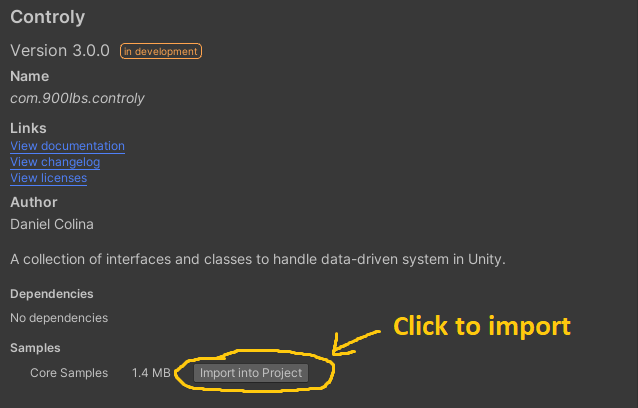 Controly
Version 3.0.0 in development
Name
com.900lbs.controly
Links
View documentation
View changelog
View licenses
Author
Daniel Colina
A collection of interfaces and classes to handle data-driven system in Unity.
Dependencies
No dependencies
Click to import
Samples
Core Samples 1.4 MB Import into Project